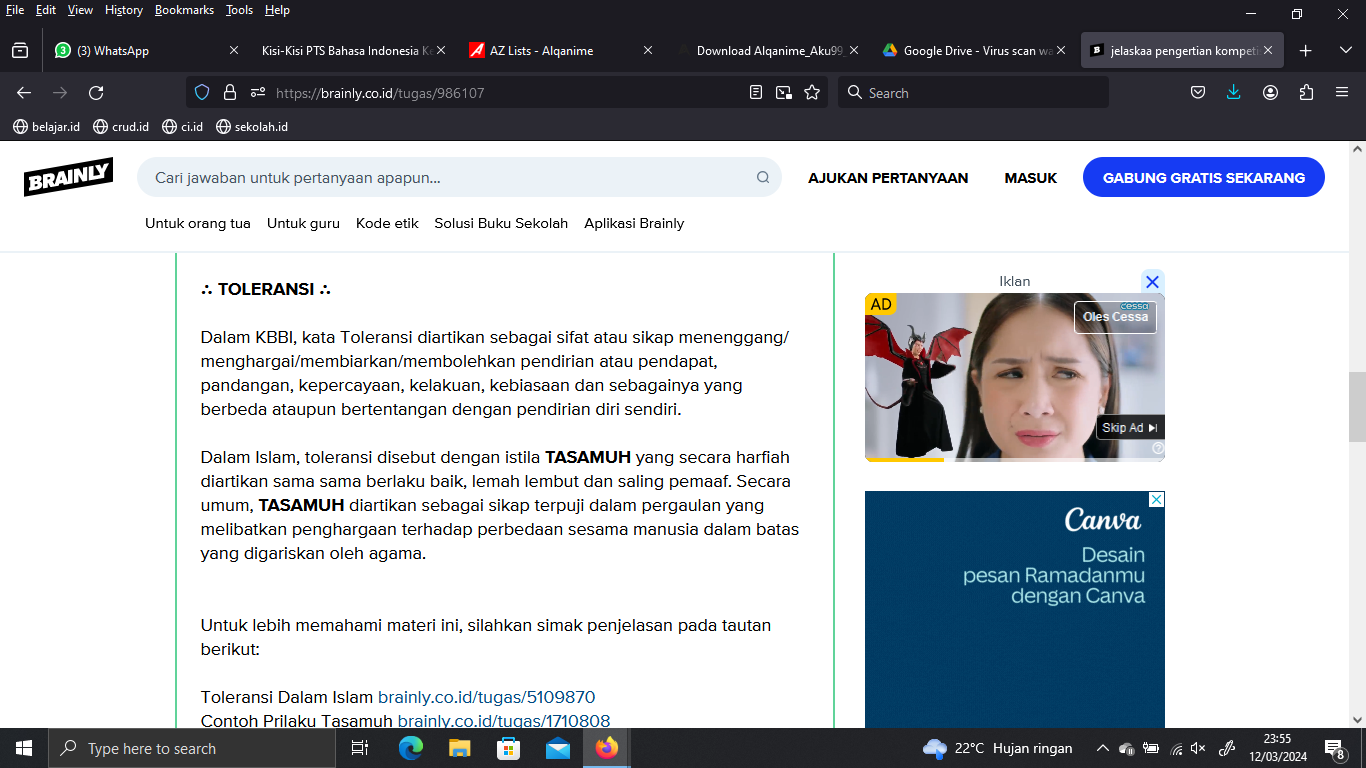 File Edit View History Bookmarks Tools Help
(3) WhatsApp
Kisi-Kisi PTS Bahasa Indonesia Ke
AZ Lists - Alqanime
Download Alqanime_Aku99_
Google Drive - Virus scan wa
jelaskaa pengertian kompeti
https://brainly.co.id/tugas/986107
Search
belajar.id crud.id ci.id sekolah.id
BRAINLY
Cari jawaban untuk pertanyaan apapun...
AJUKAN PERTANYAAN
MASUK
GABUNG GRATIS SEKARANG
Untuk orang tua Untuk guru Kode etik Solusi Buku Sekolah Aplikasi Brainly
∴ TOLERANSI ∴
Dalam KBBI, kata Toleransi diartikan sebagai sifat atau sikap menenggang/
menghargai/membiarkan/membolehkan pendirian atau pendapat,
pandangan, kepercayaan, kelakuan, kebiasaan dan sebagainya yang
berbeda ataupun bertentangan dengan pendirian diri sendiri.
Dalam Islam, toleransi disebut dengan istila TASAMUH yang secara harfiah
diartikan sama sama berlaku baik, lemah lembut dan saling pemaaf. Secara
umum, TASAMUH diartikan sebagai sikap terpuji dalam pergaulan yang
melibatkan penghargaan terhadap perbedaan sesama manusia dalam batas
yang digariskan oleh agama.
Untuk lebih memahami materi ini, silahkan simak penjelasan pada tautan
berikut:
Toleransi Dalam Islam brainly.co.id/tugas/5109870
Contoh Prilaku Tasamuh brainly.co.id/tugas/1710808
Iklan
AD
cessa
Oles Cessa
Skip Ad
Canva
Desain
pesan Ramadanmu
dengan Canva
Type here to search
22°C Hujan ringan
23:55
12/03/2024
8